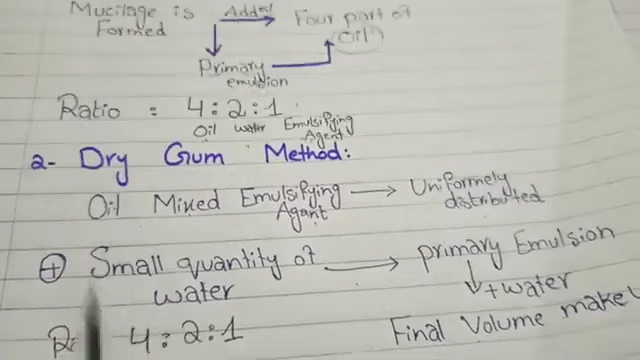 Mucilage is Added Four part of
Formed Oil
Primary
emulsion
Ratio = 4:2:1
Oil water Emulsifying
Agent
2- Dry Gum Method:
Oil Mixed Emulsifying → Uniformely
Agent distributed
⊕ Small quantity of → primary Emulsion
water ↓ + water
4:2:1 Final Volume make